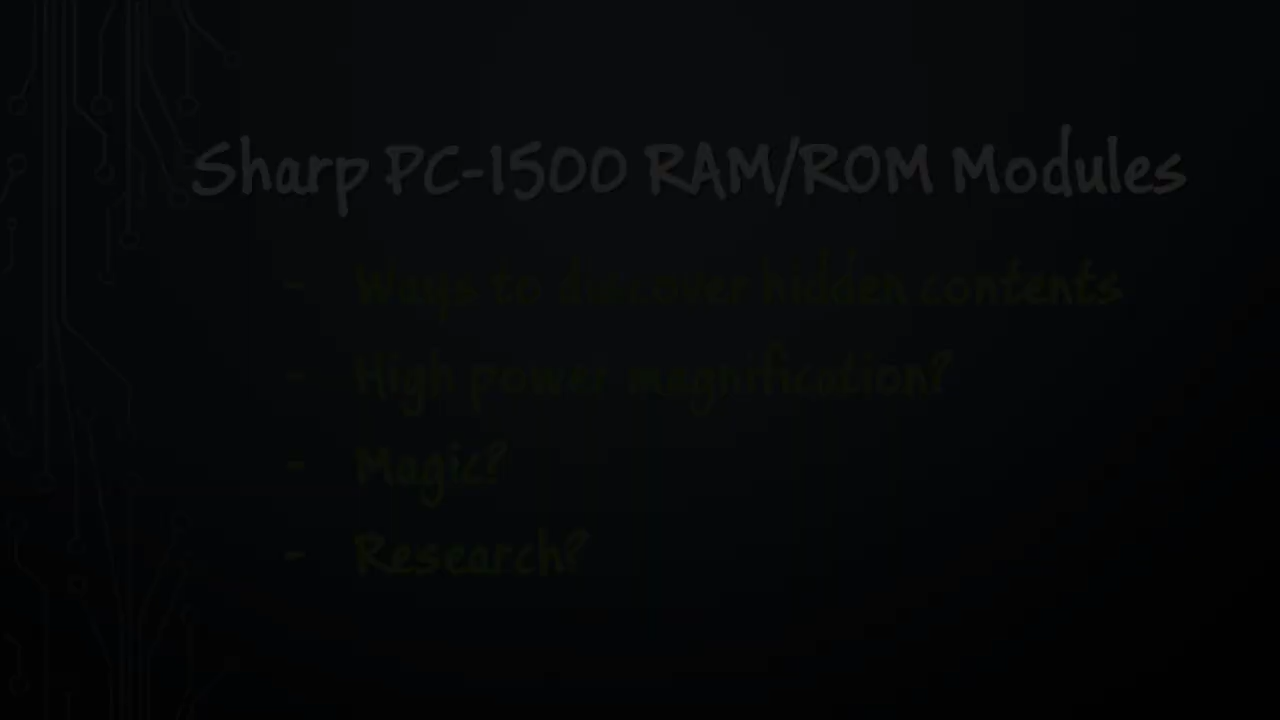 Sharp PC-1500 RAM/ROM Modules
- Ways to discover hidden contents
- High power magnification?
- Magic?
- Research?